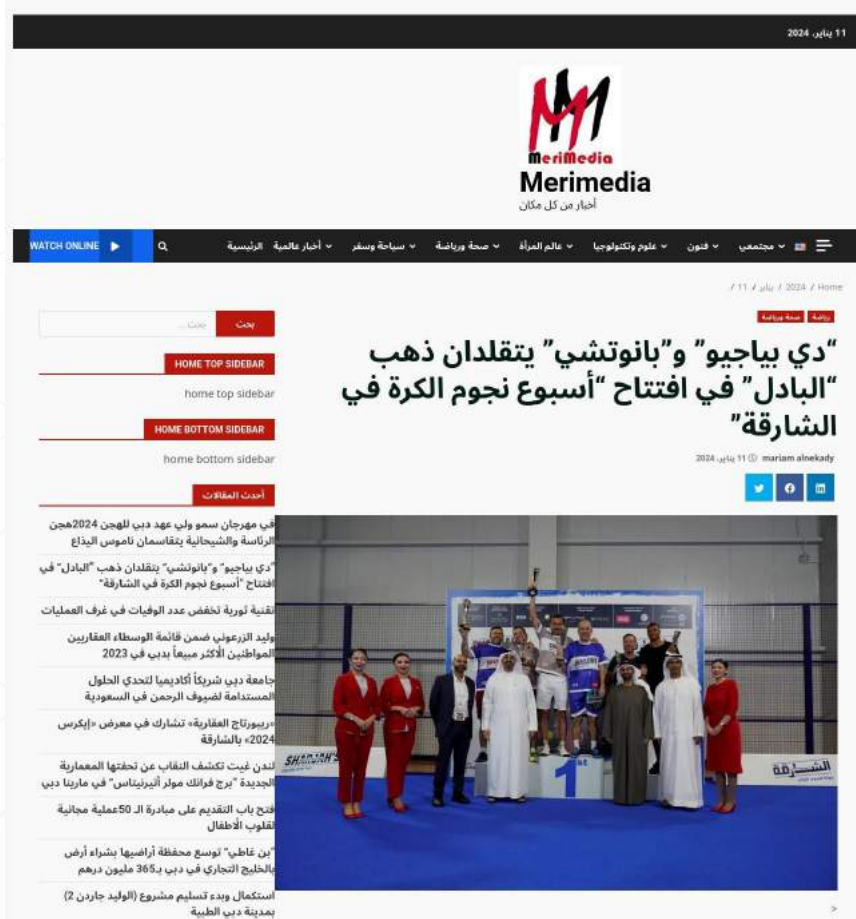 11 يناير، 2024
MeriMedia
Merimedia
أخبار من كل مكان
الرئيسية أخبار عالمية سياحة وسفر صحة ورياضة عالم المرأة علوم وتكنولوجيا فنون مجتمعي
WATCH ONLINE
Home / 2024 / يناير / 11 /
رياضة صحة ورياضة
“دي بياجيو” و”بانوتشي” يتقلدان ذهب
“البادل” في افتتاح “أسبوع نجوم الكرة في
الشارقة”
mariam alnekady 11 يناير، 2024
الشارقة
SHARJAH'S
1
<
بحث ...
بحث
HOME TOP SIDEBAR
home top sidebar
HOME BOTTOM SIDEBAR
home bottom sidebar
أحدث المقالات
في مهرجان سمو ولي عهد دبي للهجن 2024هجن
الرئاسة والشيحانية يتقاسمان ناموس اليذاع
“دي بياجيو” و”بانوتشي” يتقلدان ذهب “البادل” في
افتتاح “أسبوع نجوم الكرة في الشارقة”
تقنية ثورية تخفض عدد الوفيات في غرف العمليات
وليد الزرعوني ضمن قائمة الوسطاء العقاريين
المواطنين الأكثر مبيعاً بدبي في 2023
جامعة دبي شريكاً أكاديميا لتحدي الحلول
المستدامة لضيوف الرحمن في السعودية
«ريبورتاج العقارية» تشارك في معرض «إيكرس
2024» بالشارقة
لندن غيت تكشف النقاب عن تحفتها المعمارية
الجديدة “برج فرانك مولر أتيرنيتاس” في مارينا دبي
فتح باب التقديم على مبادرة الـ 50عملية مجانية
لقلوب الأطفال
“بن غاطي” توسع محفظة أراضيها بشراء أرض
بالخليج التجاري في دبي بـ365 مليون درهم
استكمال وبدء تسليم مشروع (الوليد جاردن 2)
بمدينة دبي الطبية